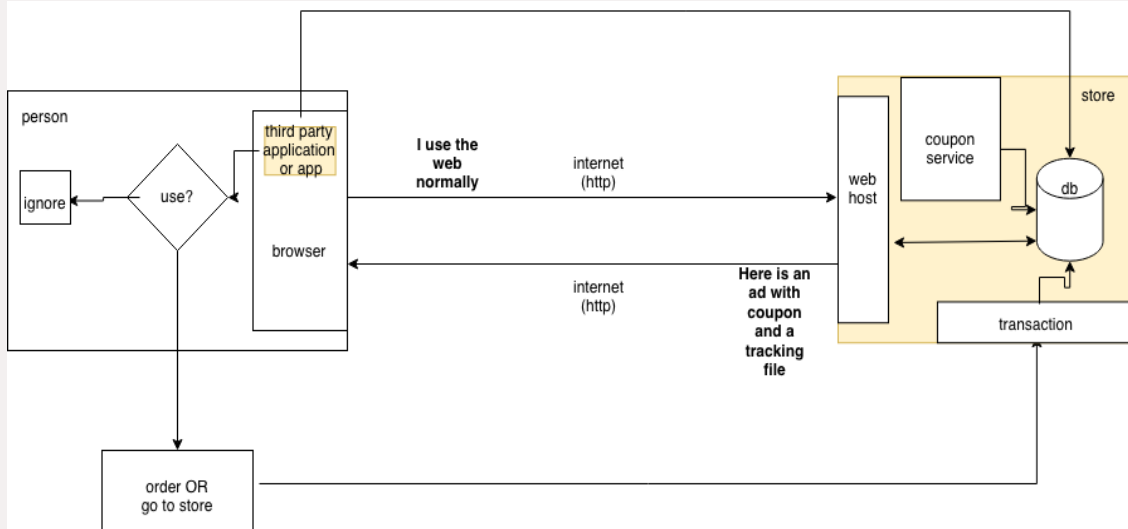 person
third party
application
or app
use?
ignore
browser
I use the
web
normally
internet
(http)
internet
(http)
Here is an
ad with
coupon
and a
tracking
file
web
host
coupon
service
store
db
transaction
order OR
go to store